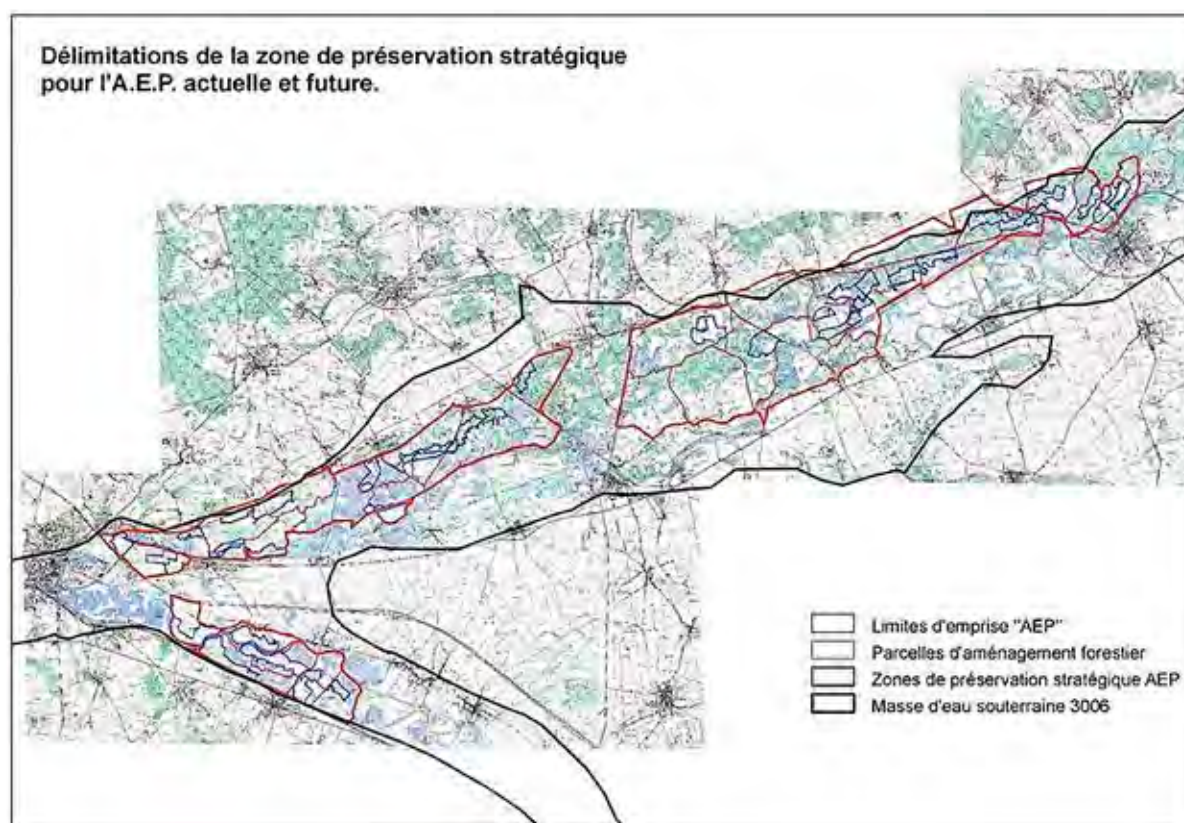 Délimitations de la zone de préservation stratégique
pour l'A.E.P. actuelle et future.
Limites d'emprise "AEP"
Parcelles d'aménagement forestier
Zones de préservation stratégique AEP
Masse d'eau souterraine 3006